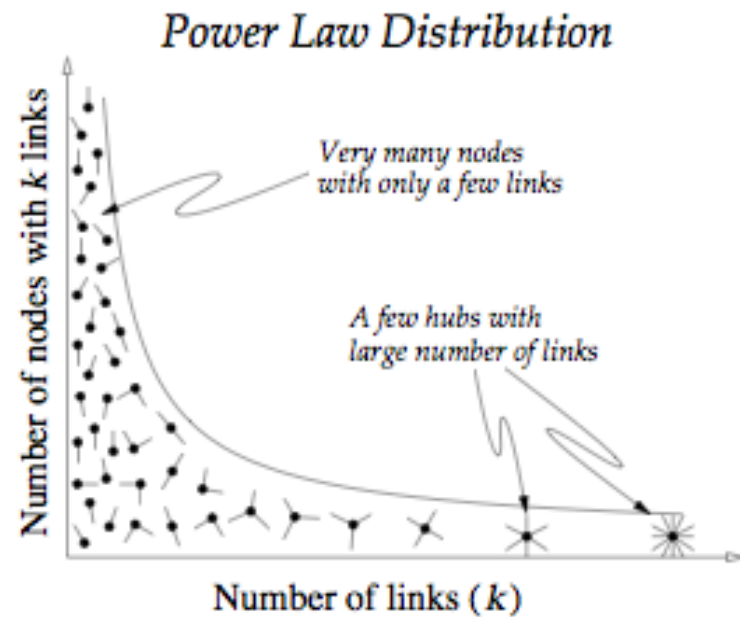 Power Law Distribution
Number of nodes with k links
Very many nodes
with only a few links
A few hubs with
large number of links
Number of links (k)